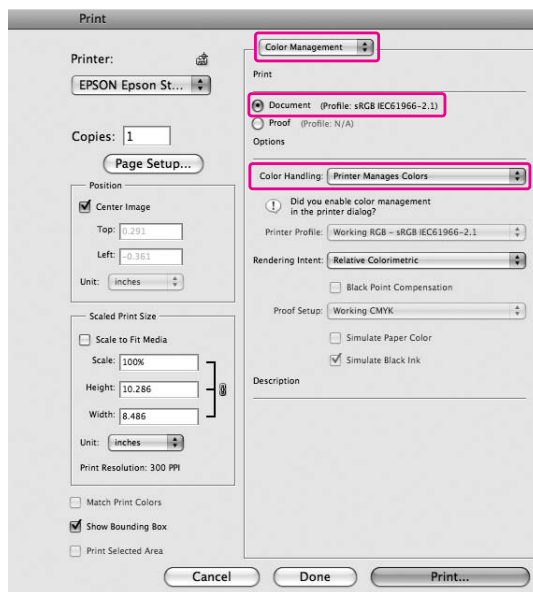 Print
Printer:
EPSON Epson St...
Copies: 1
Page Setup...
Position
Center Image
Top: 0.291
Left: -0.361
Unit: inches
Scaled Print Size
Scale to Fit Media
Scale: 100%
Height: 10.286
Width: 8.486
Unit: inches
Print Resolution: 300 PPI
Match Print Colors
Show Bounding Box
Print Selected Area
Color Management
Print
Document (Profile: sRGB IEC61966-2.1)
Proof (Profile: N/A)
Options
Color Handling: Printer Manages Colors
Did you enable color management
in the printer dialog?
Printer Profile: Working RGB - sRGB IEC61966-2.1
Rendering Intent: Relative Colorimetric
Black Point Compensation
Proof Setup: Working CMYK
Simulate Paper Color
Simulate Black Ink
Description
Cancel
Done
Print...